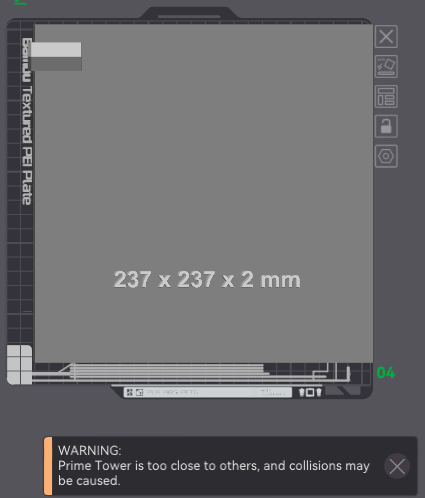 Bambu Textured PEI Plate
237 x 237 x 2 mm
04
WARNING:
Prime Tower is too close to others, and collisions may
be caused.